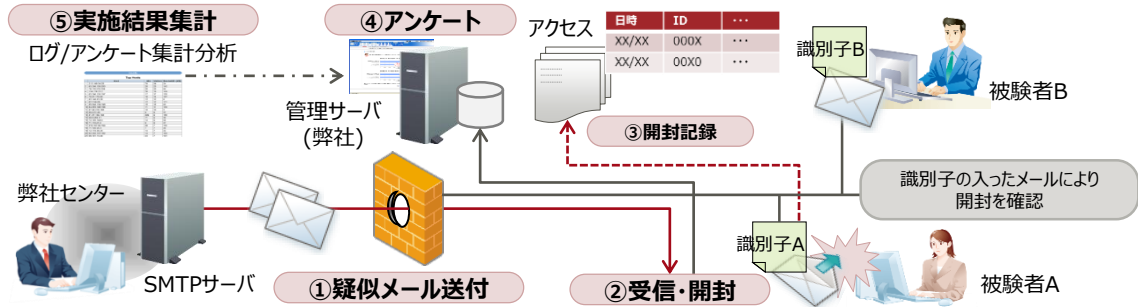 ⑤実施結果集計
ログ/アンケート集計分析
④アンケート
管理サーバ
(弊社)
アクセス
日時 ID ・・・
XX/XX 000X ・・・
XX/XX 00X0 ・・・
③開封記録
識別子B
被験者B
識別子の入ったメールにより
開封を確認
弊社センター
SMTPサーバ
①疑似メール送付
②受信・開封
識別子A
被験者A